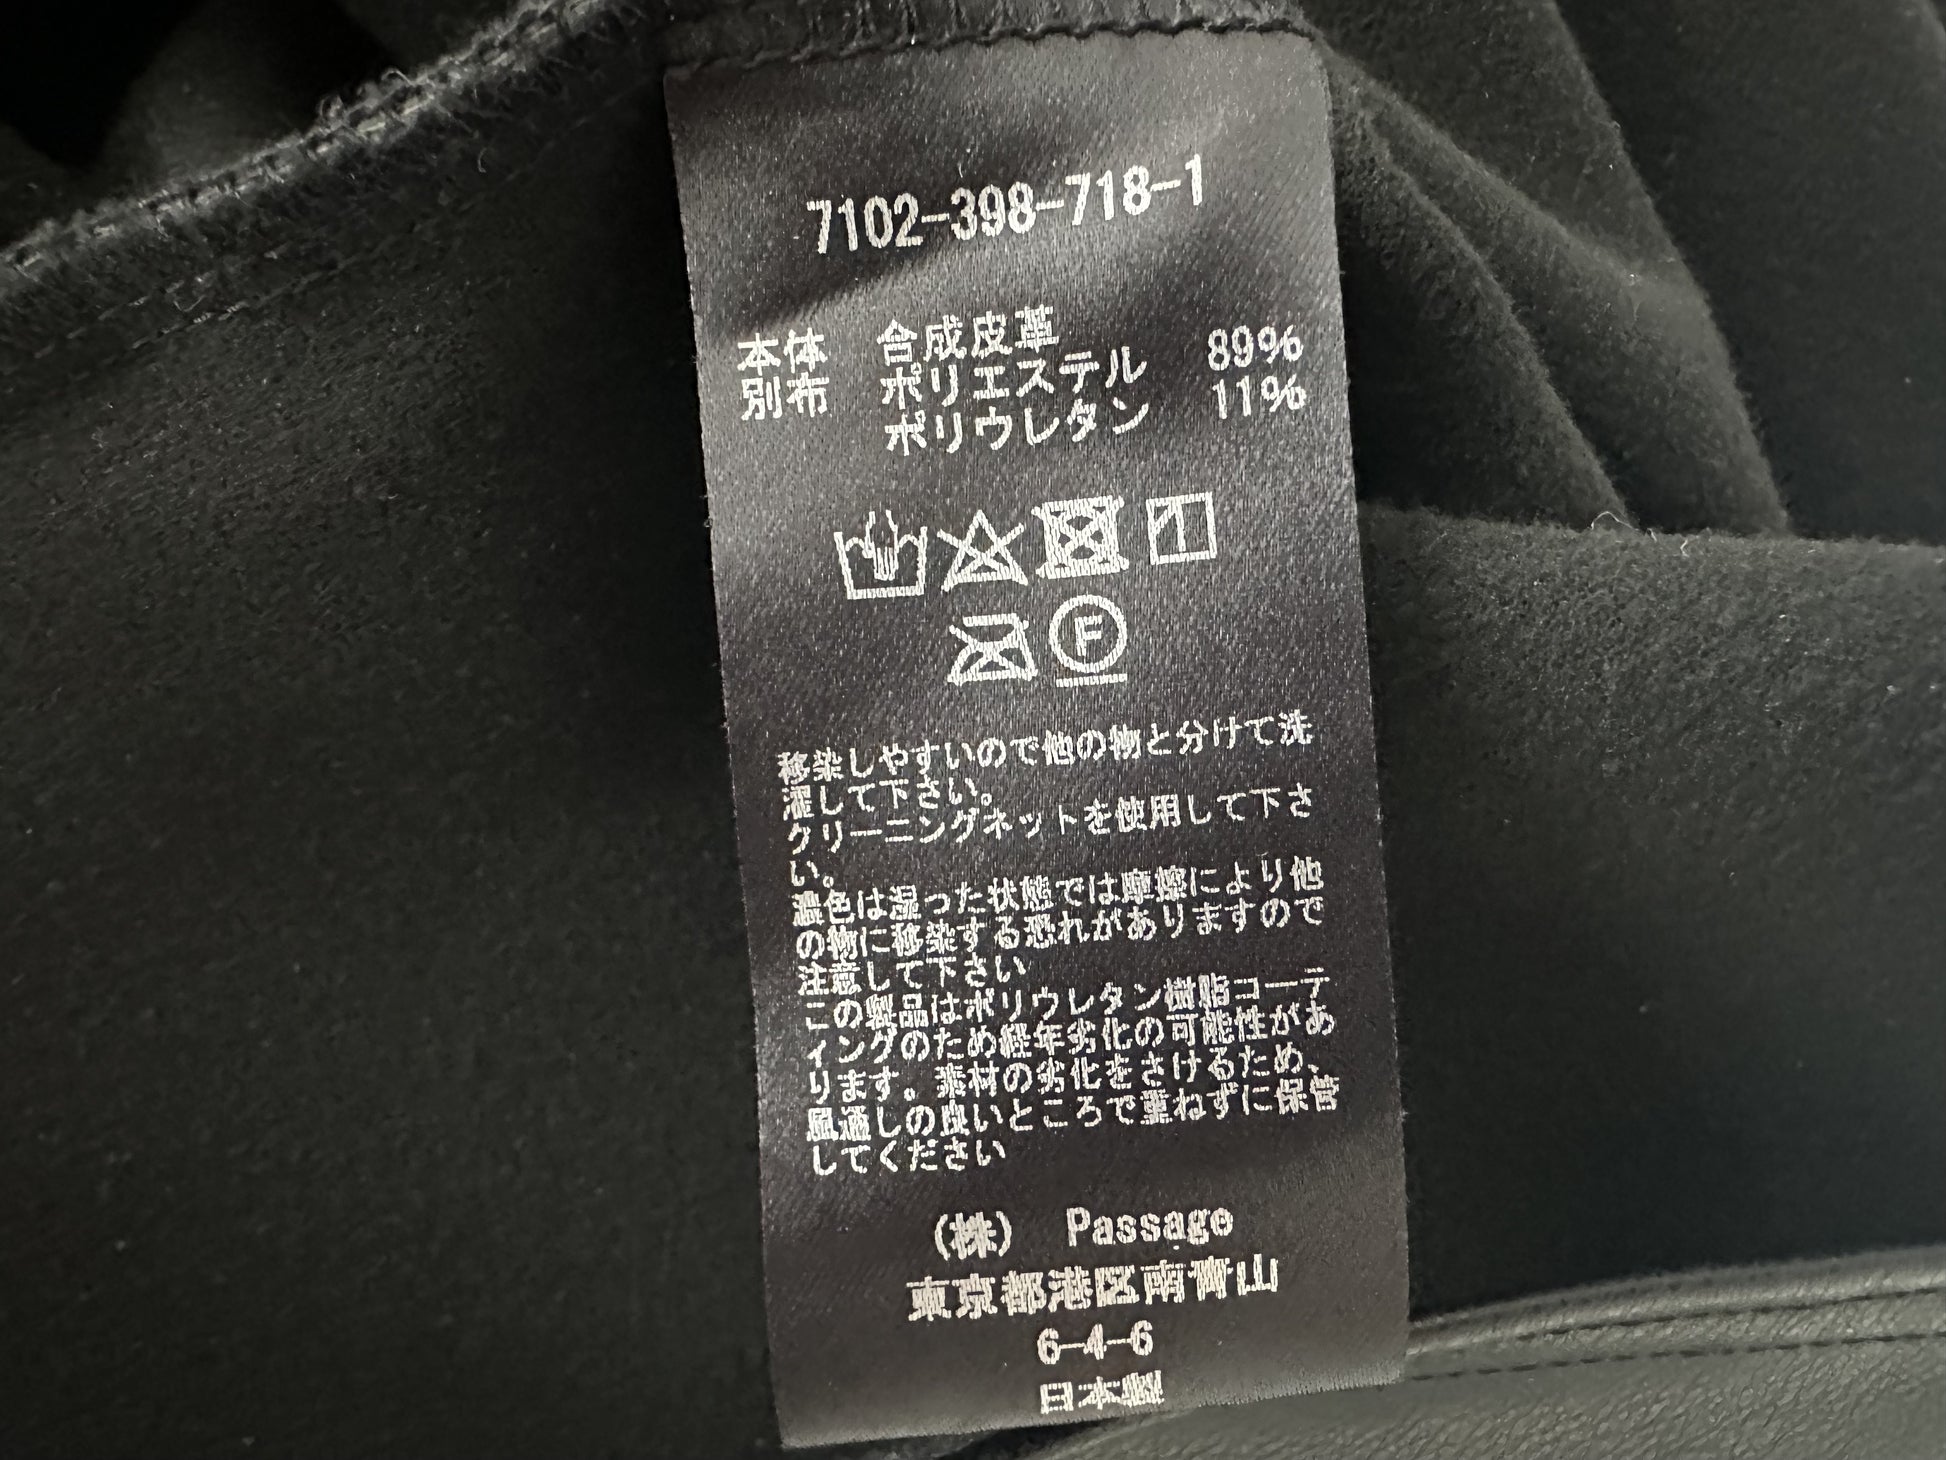 7102-398-718-1
本体 合成皮革
別布 ポリエステル 89%
ポリウレタン 11%
F
移染しやすいので他の物と分けて洗
濯して下さい。
クリーニングネットを使用して下さ
い。
濃色は湿った状態では摩擦により他
の物に移染する恐れがありますので
注意して下さい
この製品はポリウレタン樹脂コーテ
ィングのため経年劣化の可能性があ
ります。素材の劣化をさけるため、
風通しの良いところで重ねずに保管
してください
(株) Passage
東京都港区南青山
6-4-6
日本製